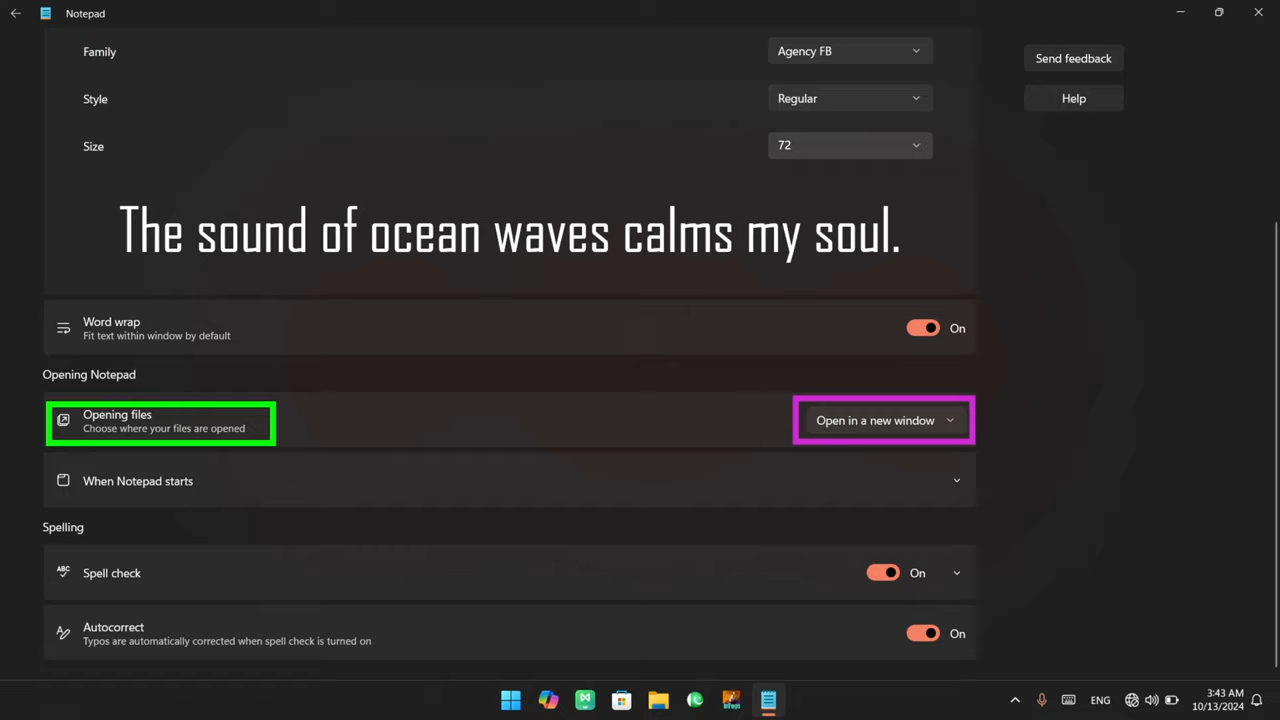 Notepad
Family
Agency FB
Send feedback
Style
Regular
Help
Size
72
The sound of ocean waves calms my soul.
Word wrap
Fit text within window by default
On
Opening Notepad
Opening files
Choose where your files are opened
Open in a new window
When Notepad starts
Spelling
ABC
Spell check
On
Autocorrect
Typos are automatically corrected when spell check is turned on
On
ENG
3:43 AM
10/13/2024